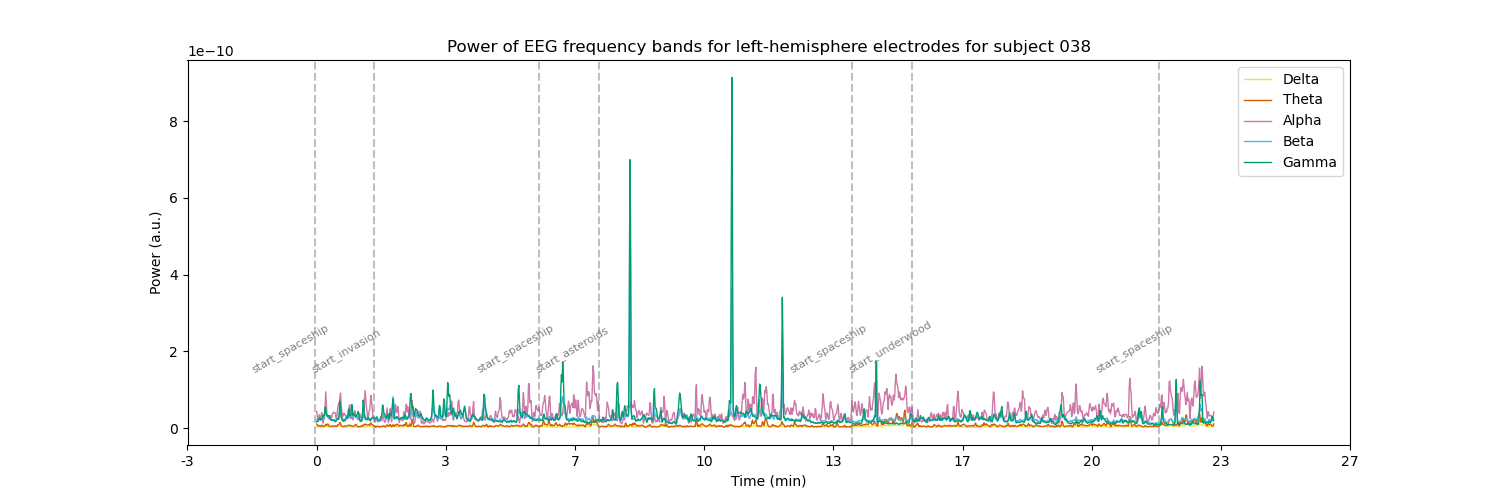 Power of EEG frequency bands for left-hemisphere electrodes for subject 038
1e−10
Delta
Theta
Alpha
Beta
Gamma
8
6
4
2
0
Power (a.u.)
start_spaceship
start_invasion
start_spaceship
start_asteroids
start_spaceship
start_underwood
start_spaceship
-3 0 3 7 10 13 17 20 23 27
Time (min)